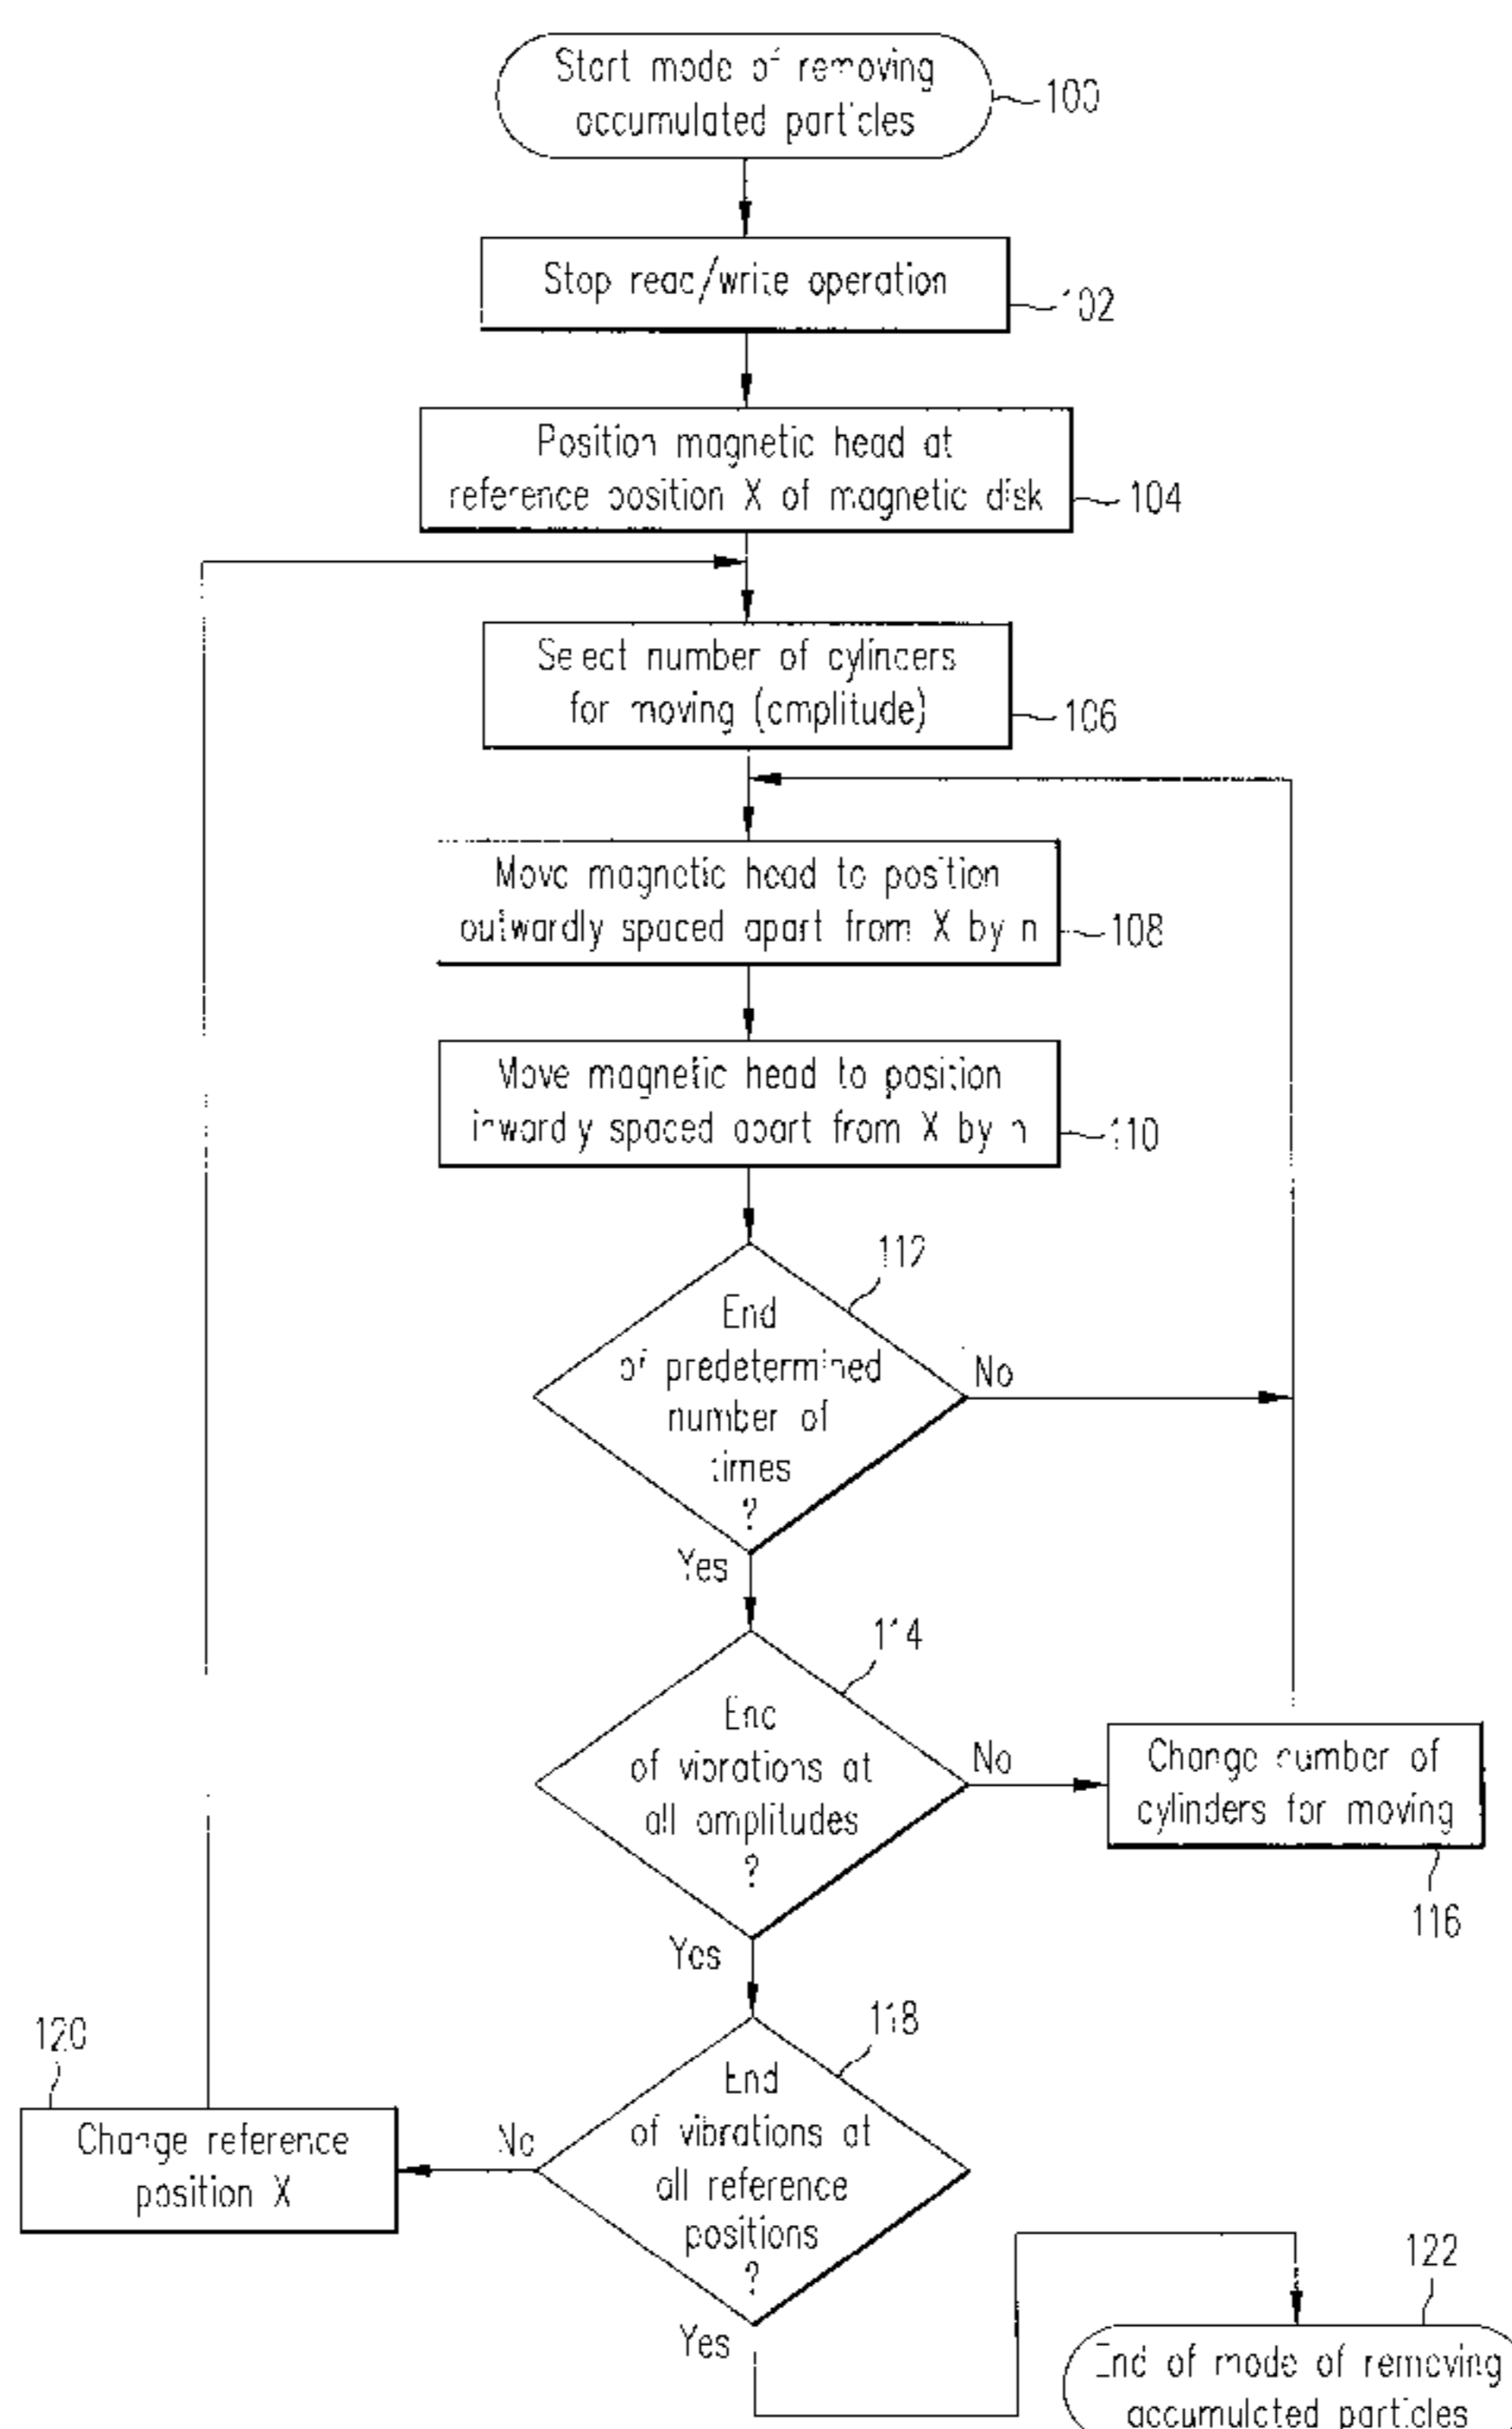 Start mode of removing
accumulated particles
100
Stop read/write operation
102
Position magnetic head at
reference position X of magnetic disk
104
Select number of cylinders
for moving (amplitude)
106
Move magnetic head to position
outwardly spaced apart from X by n
108
Move magnetic head to position
inwardly spaced apart from X by n
110
112
End
of predetermined
number of
times
?
No
Yes
114
End
of vibrations at
all amplitudes
?
No
Change number of
cylinders for moving
116
Yes
118
120
End
of vibrations at
all reference
positions
?
No
Change reference
position X
Yes
122
End of mode of removing
accumulated particles